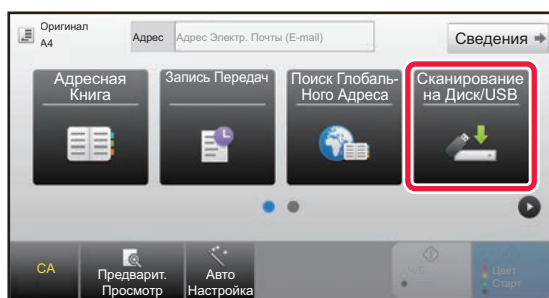 Оригинал
A4
Адрес
Адрес Электр. Почты (E-mail)
Сведения
Адресная
Книга
Запись Передач
Поиск Глобаль-
Ного Адреса
Сканирование
на Диск/USB
CA
Предварит.
Просмотр
Авто
Настройка
Ч/Б
Старт
Цвет
Старт